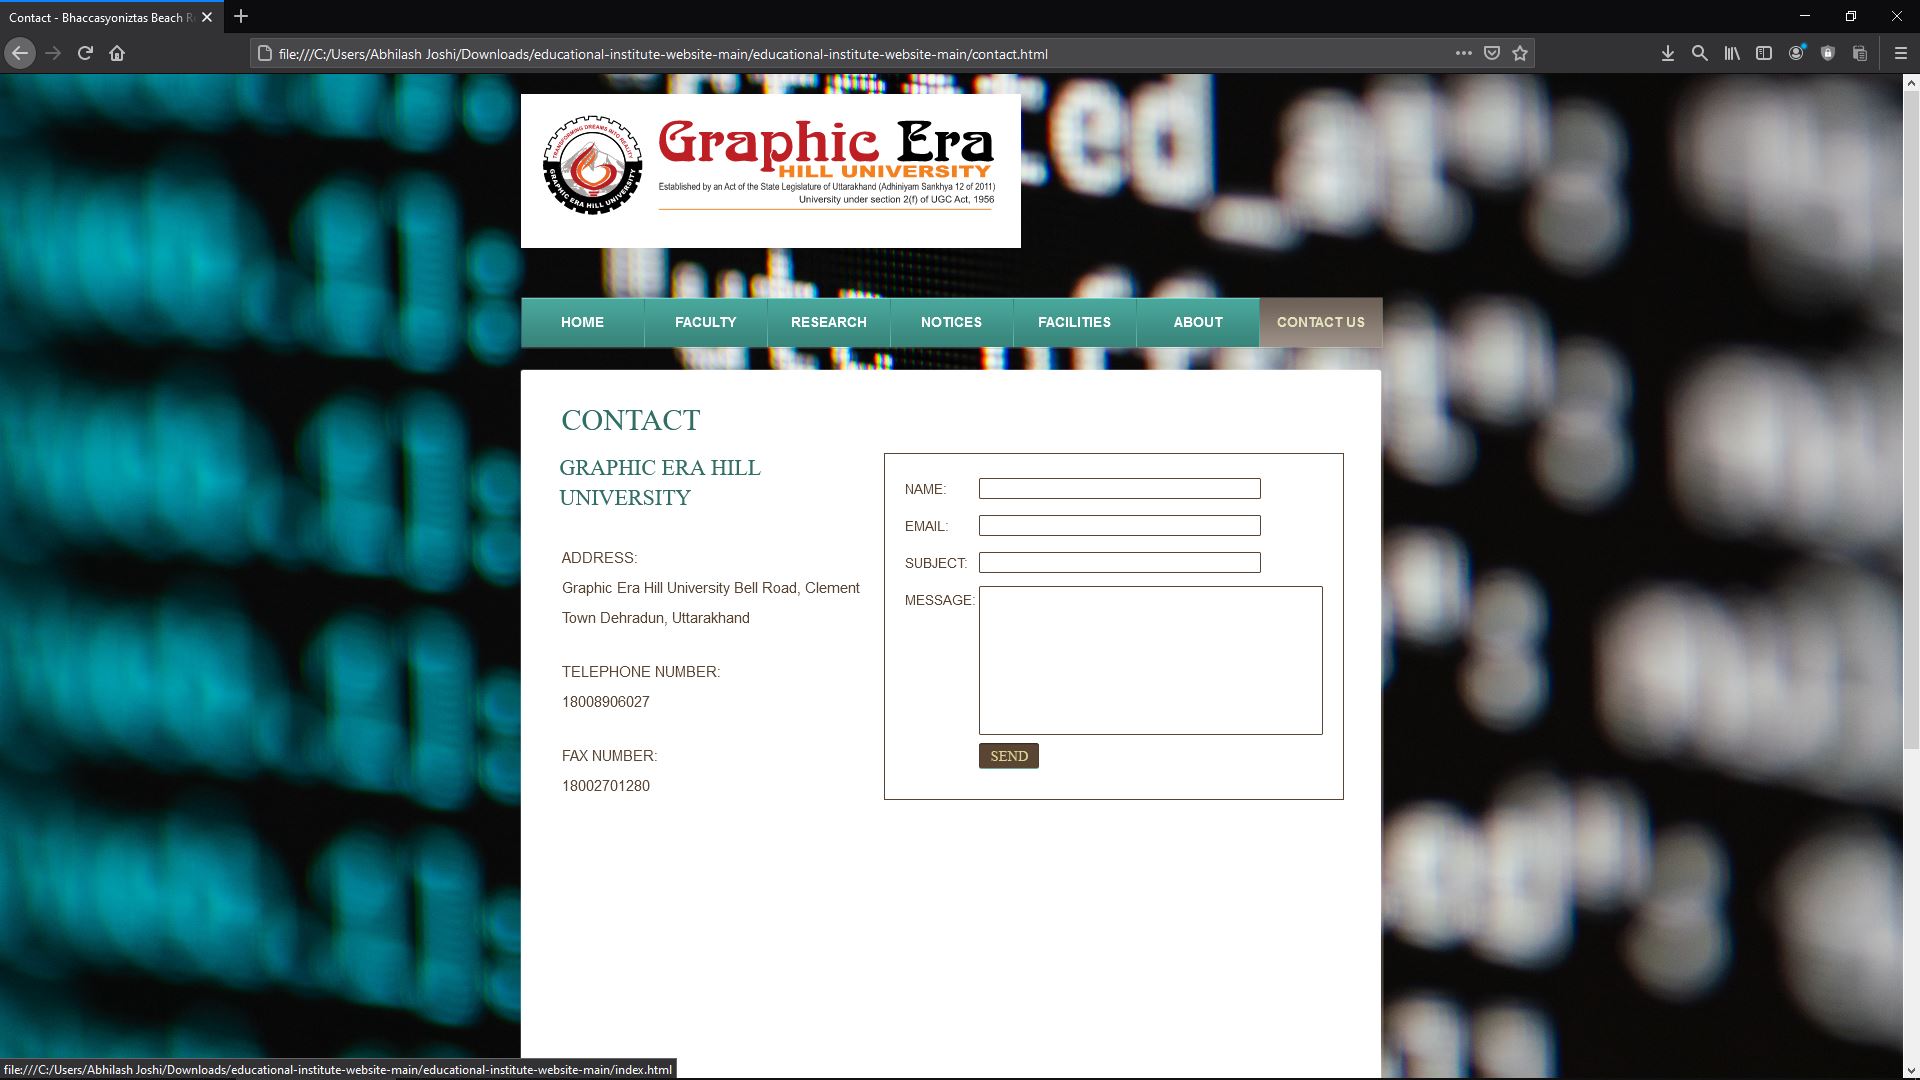 Contact - Bhaccasyoniztas Beach R
file:///C:/Users/Abhilash Joshi/Downloads/educational-institute-website-main/educational-institute-website-main/contact.html
TRANSFORMING DREAMS INTO REALITY
GRAPHIC ERA HILL UNIVERSITY
Graphic Era
HILL UNIVERSITY
Established by an Act of the State Legislature of Uttarakhand (Adhiniyam Sankhya 12 of 2011)
University under section 2(f) of UGC Act, 1956
HOME FACULTY RESEARCH NOTICES FACILITIES ABOUT CONTACT US
CONTACT
GRAPHIC ERA HILL
UNIVERSITY
ADDRESS:
Graphic Era Hill University Bell Road, Clement
Town Dehradun, Uttarakhand
TELEPHONE NUMBER:
18008906027
FAX NUMBER:
18002701280
NAME:
EMAIL:
SUBJECT:
MESSAGE:
SEND
file:///C:/Users/Abhilash Joshi/Downloads/educational-institute-website-main/educational-institute-website-main/index.html